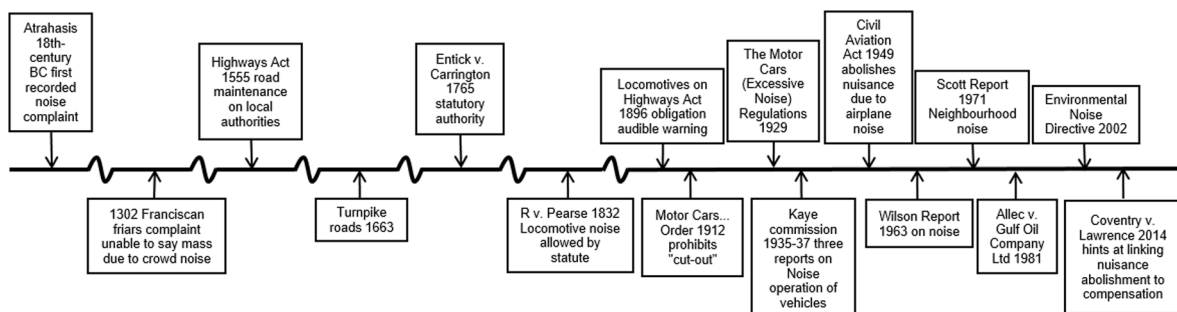 Atrahasis
18th-
century
BC first
recorded
noise
complaint
1302 Franciscan
friars complaint
unable to say mass
due to crowd noise
Highways Act
1555 road
maintenance
on local
authorities
Turnpike
roads 1663
Entick v.
Carrington
1765
statutory
authority
R v. Pearse 1832
Locomotive noise
allowed by
statute
Locomotives on
Highways Act
1896 obligation
audible warning
Motor Cars...
Order 1912
prohibits
"cut-out"
The Motor
Cars
(Excessive
Noise)
Regulations
1929
Kaye
commission
1935-37 three
reports on
Noise
operation of
vehicles
Civil
Aviation
Act 1949
abolishes
nuisance
due to
airplane
noise
Wilson Report
1963 on noise
Scott Report
1971
Neighbourhood
noise
Allec v.
Gulf Oil
Company
Ltd 1981
Environmental
Noise
Directive 2002
Coventry v.
Lawrence 2014
hints at linking
nuisance
abolishment to
compensation